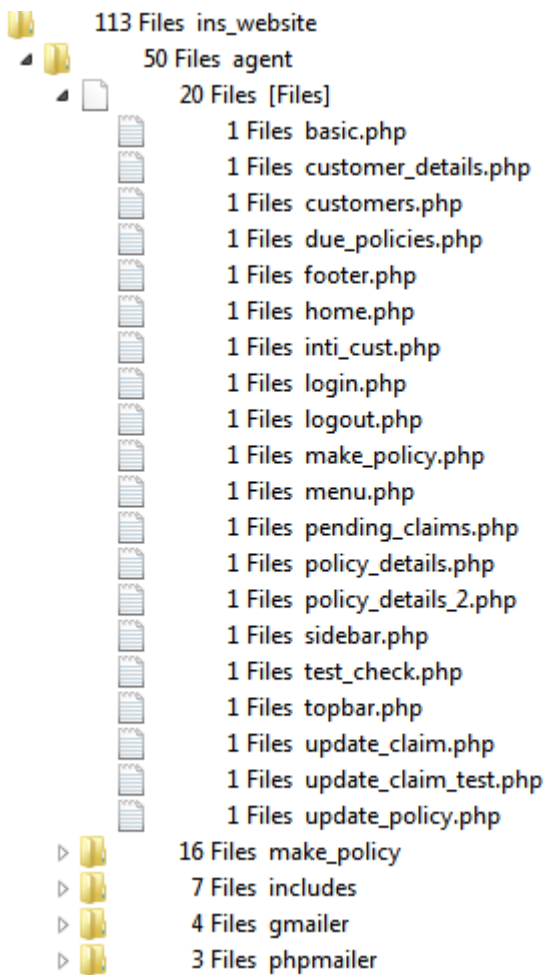 113 Files ins_website
50 Files agent
20 Files [Files]
1 Files basic.php
1 Files customer_details.php
1 Files customers.php
1 Files due_policies.php
1 Files footer.php
1 Files home.php
1 Files inti_cust.php
1 Files login.php
1 Files logout.php
1 Files make_policy.php
1 Files menu.php
1 Files pending_claims.php
1 Files policy_details.php
1 Files policy_details_2.php
1 Files sidebar.php
1 Files test_check.php
1 Files topbar.php
1 Files update_claim.php
1 Files update_claim_test.php
1 Files update_policy.php
16 Files make_policy
7 Files includes
4 Files gmailer
3 Files phpmailer